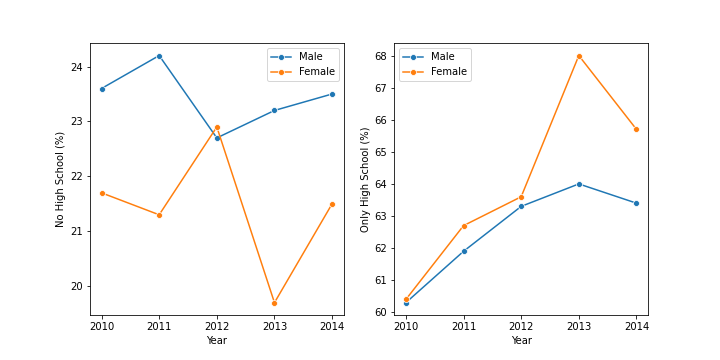 No High School (%)
24
23
22
21
20
Male
Female
2010 2011 2012 2013 2014
Year
Only High School (%)
68
67
66
65
64
63
62
61
60
Male
Female
2010 2011 2012 2013 2014
Year